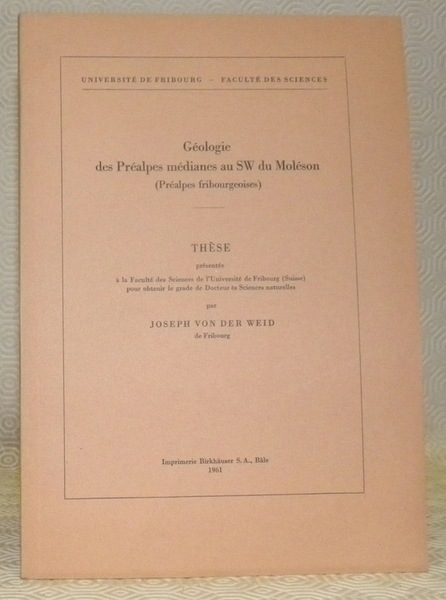 UNIVERSITÉ DE FRIBOURG – FACULTÉ DES SCIENCES
Géologie
des Préalpes médianes au SW du Moléson
(Préalpes fribourgeoises)
THÈSE
présentée
à la Faculté des Sciences de l'Université de Fribourg (Suisse)
pour obtenir le grade de Docteur ès Sciences naturelles
par
JOSEPH VON DER WEID
de Fribourg
Imprimerie Birkhäuser S. A., Bâle
1961